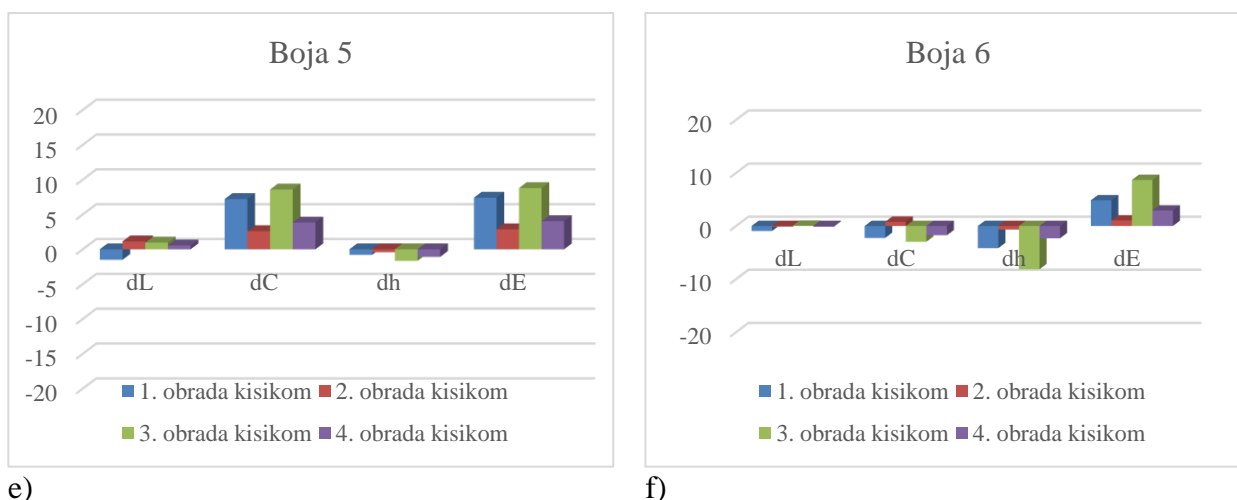 Boja 5
20
15
10
5
0
-5
-10
-15
-20
dL dC dh dE
1. obrada kisikom 2. obrada kisikom
3. obrada kisikom 4. obrada kisikom
e)
Boja 6
20
10
0
-10
-20
dL dC dh dE
1. obrada kisikom 2. obrada kisikom
3. obrada kisikom 4. obrada kisikom
f)